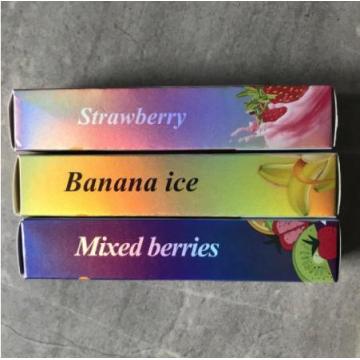 Strawberry
Banana ice
Mixed berries